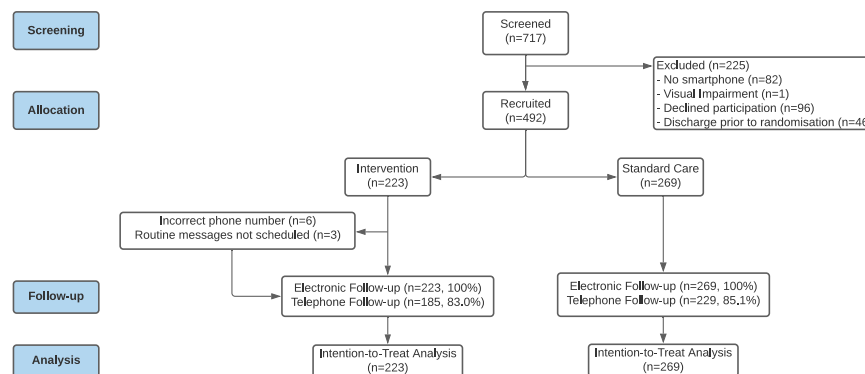 Screening
Screened
(n=717)
Excluded (n=225)
- No smartphone (n=82)
- Visual Impairment (n=1)
- Declined participation (n=96)
- Discharge prior to randomisation (n=46
Allocation
Recruited
(n=492)
Intervention
(n=223)
Standard Care
(n=269)
Incorrect phone number (n=6)
Routine messages not scheduled (n=3)
Follow-up
Electronic Follow-up (n=223, 100%)
Telephone Follow-up (n=185, 83.0%)
Electronic Follow-up (n=269, 100%)
Telephone Follow-up (n=229, 85.1%)
Analysis
Intention-to-Treat Analysis
(n=223)
Intention-to-Treat Analysis
(n=269)